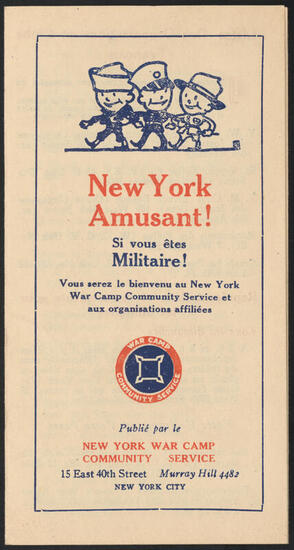 New York
Amusant!
Si vous êtes
Militaire!
Vous serez le bienvenu au New York
War Camp Community Service et
aux organisations affiliées
WAR CAMP
COMMUNITY SERVICE
Publié par le
NEW YORK WAR CAMP
COMMUNITY SERVICE
15 East 40th Street Murray Hill 4482
NEW YORK CITY